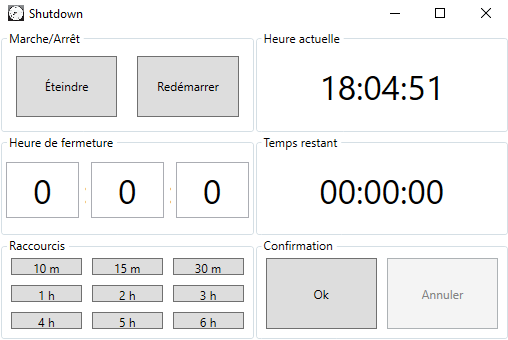 Shutdown
Marche/Arrêt
Éteindre Redémarrer
Heure actuelle
18:04:51
Heure de fermeture
0 : 0 : 0
Temps restant
00:00:00
Raccourcis
10 m 15 m 30 m
1 h 2 h 3 h
4 h 5 h 6 h
Confirmation
Ok Annuler